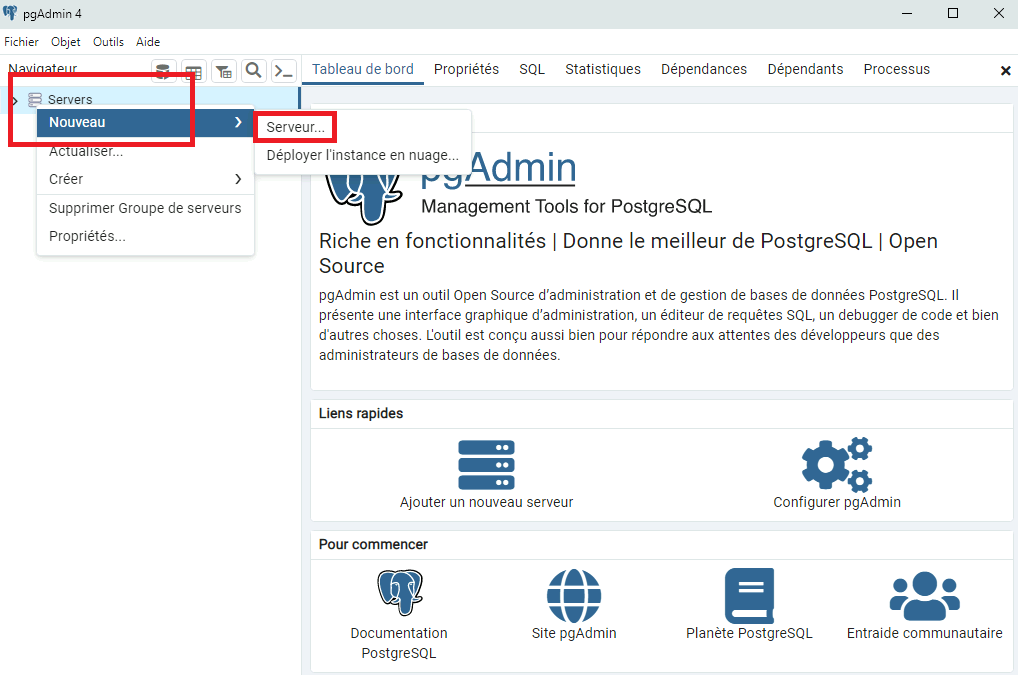 pgAdmin 4
Fichier Objet Outils Aide
Navigateur
Tableau de bord Propriétés SQL Statistiques Dépendances Dépendants Processus
Servers
Nouveau
Serveur...
Déployer l'instance en nuage...
Actualiser...
Créer
Supprimer Groupe de serveurs
Propriétés...
pgAdmin
Management Tools for PostgreSQL
Riche en fonctionnalités | Donne le meilleur de PostgreSQL | Open
Source
pgAdmin est un outil Open Source d’administration et de gestion de bases de données PostgreSQL. Il
présente une interface graphique d’administration, un éditeur de requêtes SQL, un debugger de code et bien
d'autres choses. L'outil est conçu aussi bien pour répondre aux attentes des développeurs que des
administrateurs de bases de données.
Liens rapides
Ajouter un nouveau serveur
Configurer pgAdmin
Pour commencer
Documentation
PostgreSQL
Site pgAdmin
Planète PostgreSQL
Entraide communautaire